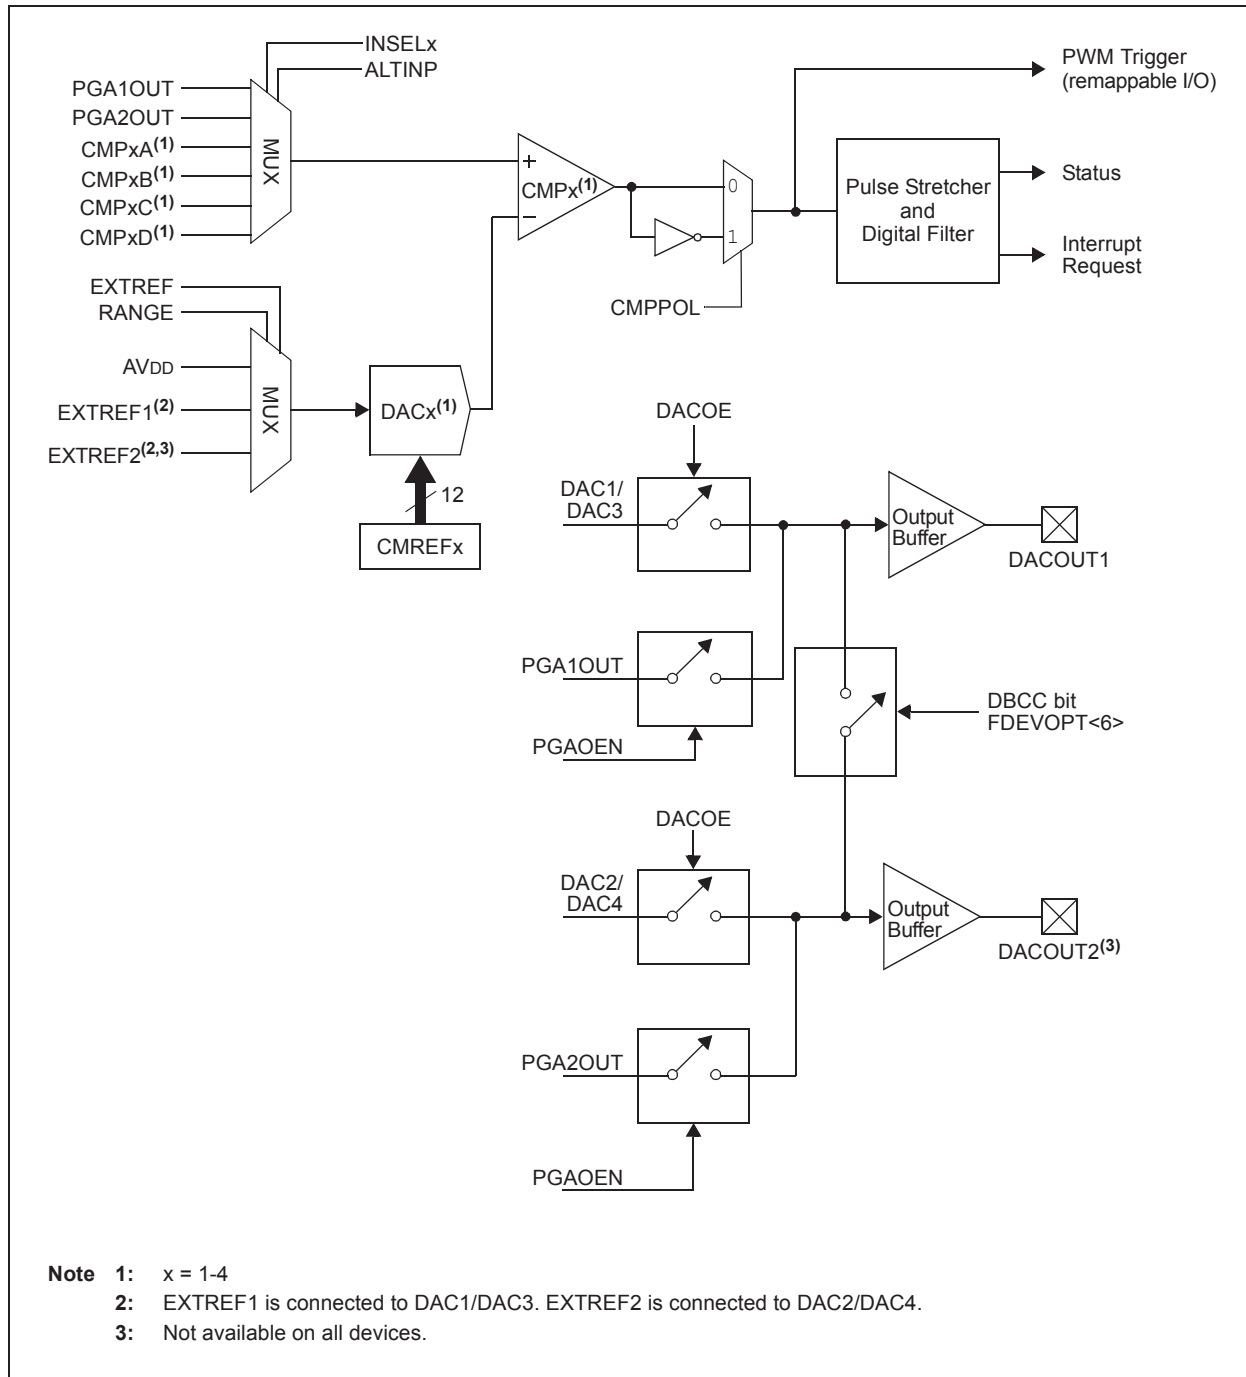 INSELx
ALTINP
PGA1OUT
PGA2OUT
CMPxA(1)
CMPxB(1)
CMPxC(1)
CMPxD(1)
MUX
+
CMPx(1)
–
0
1
CMPPOL
PWM Trigger
(remappable I/O)
Pulse Stretcher
and
Digital Filter
Status
Interrupt
Request
EXTREF
RANGE
AVDD
EXTREF1(2)
EXTREF2(2,3)
MUX
DACx(1)
12
CMREFx
DACOE
DAC1/
DAC3
Output
Buffer
DACOUT1
PGA1OUT
PGAOEN
DBCC bit
FDEVOPT<6>
DACOE
DAC2/
DAC4
Output
Buffer
DACOUT2(3)
PGA2OUT
PGAOEN
Note 1: x = 1-4
2: EXTREF1 is connected to DAC1/DAC3. EXTREF2 is connected to DAC2/DAC4.
3: Not available on all devices.